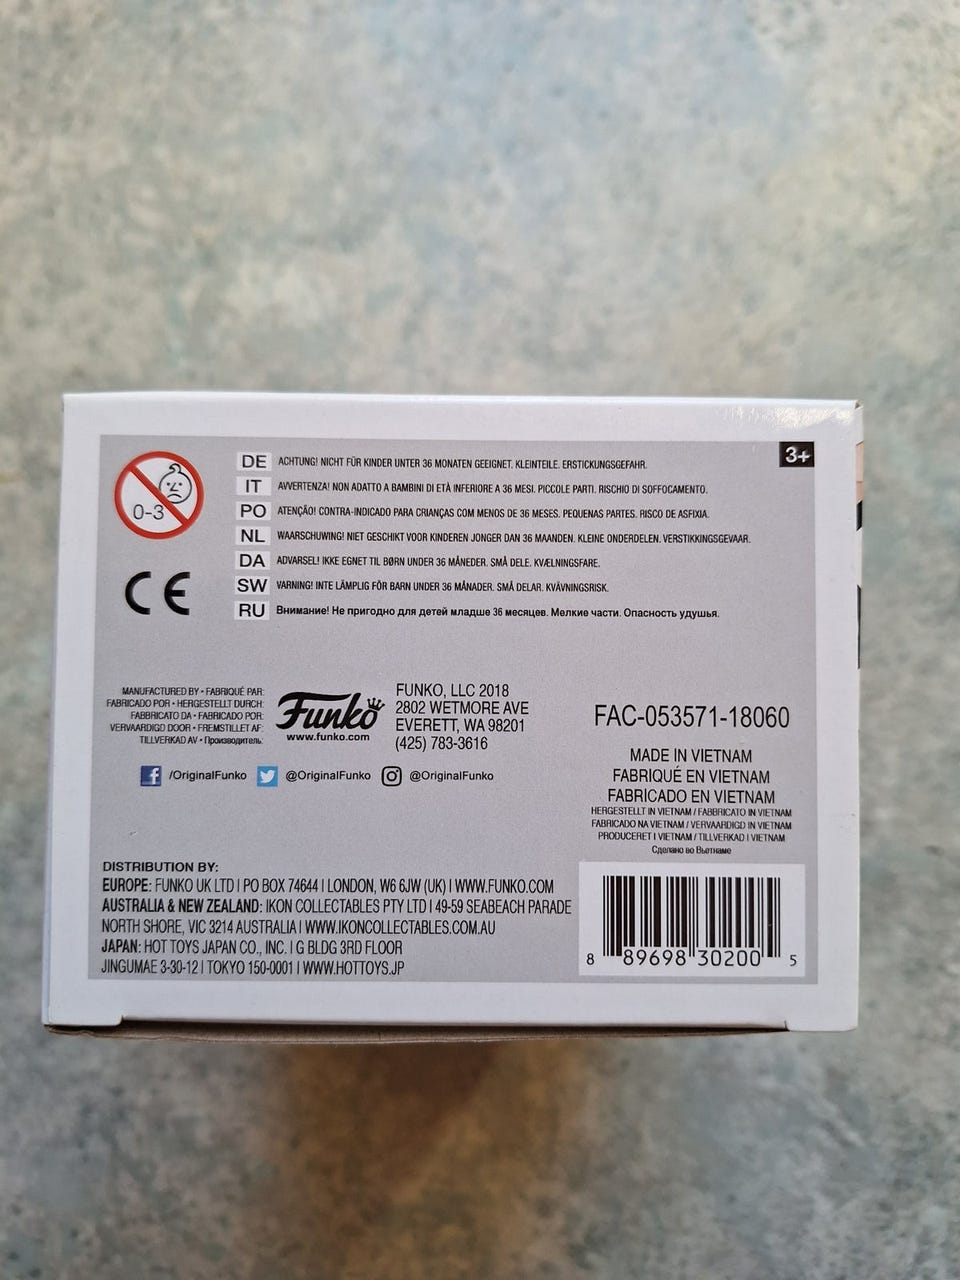 3+
0-3
DE ACHTUNG! NICHT FÜR KINDER UNTER 36 MONATEN GEEIGNET. KLEINTEILE. ERSTICKUNGSGEFAHR.
IT AVVERTENZA! NON ADATTO A BAMBINI DI ETÀ INFERIORE A 36 MESI. PICCOLE PARTI. RISCHIO DI SOFFOCAMENTO.
PO ATENÇÃO! CONTRA-INDICADO PARA CRIANÇAS COM MENOS DE 36 MESES. PEQUENAS PARTES. RISCO DE ASFIXIA.
NL WAARSCHUWING! NIET GESCHIKT VOOR KINDEREN JONGER DAN 36 MAANDEN. KLEINE ONDERDELEN. VERSTIKKINGSGEVAAR.
DA ADVARSEL! IKKE EGNET TIL BØRN UNDER 36 MÅNEDER. SMÅ DELE. KVÆLNINGSFARE.
SW VARNING! INTE LÄMPLIG FÖR BARN UNDER 36 MÅNADER. SMÅ DELAR. KVÄVNINGSRISK.
RU Внимание! Не пригодно для детей младше 36 месяцев. Мелкие части. Опасность удушья.
CE
MANUFACTURED BY • FABRIQUÉ PAR:
FABRICADO POR • HERGESTELLT DURCH:
FABBRICATO DA • FABRICADO POR:
VERVAARDIGD DOOR • FREMSTILLET AF:
TILLVERKAD AV • Производитель:
Funko
www.funko.com
FUNKO, LLC 2018
2802 WETMORE AVE
EVERETT, WA 98201
(425) 783-3616
/OriginalFunko @OriginalFunko @OriginalFunko
FAC-053571-18060
MADE IN VIETNAM
FABRIQUÉ EN VIETNAM
FABRICADO EN VIETNAM
HERGESTELLT IN VIETNAM / FABBRICATO IN VIETNAM
FABRICADO NA VIETNAM / VERVAARDIGD IN VIETNAM
PRODUCERET I VIETNAM / TILLVERKAD I VIETNAM
Сделано во Вьетнаме
DISTRIBUTION BY:
EUROPE: FUNKO UK LTD | PO BOX 74644 | LONDON, W6 6JW (UK) | WWW.FUNKO.COM
AUSTRALIA & NEW ZEALAND: IKON COLLECTABLES PTY LTD | 49-59 SEABEACH PARADE
NORTH SHORE, VIC 3214 AUSTRALIA | WWW.IKONCOLLECTABLES.COM.AU
JAPAN: HOT TOYS JAPAN CO., INC. | G BLDG 3RD FLOOR
JINGUMAE 3-30-12 | TOKYO 150-0001 | WWW.HOTTOYS.JP
8 89698 30200 5